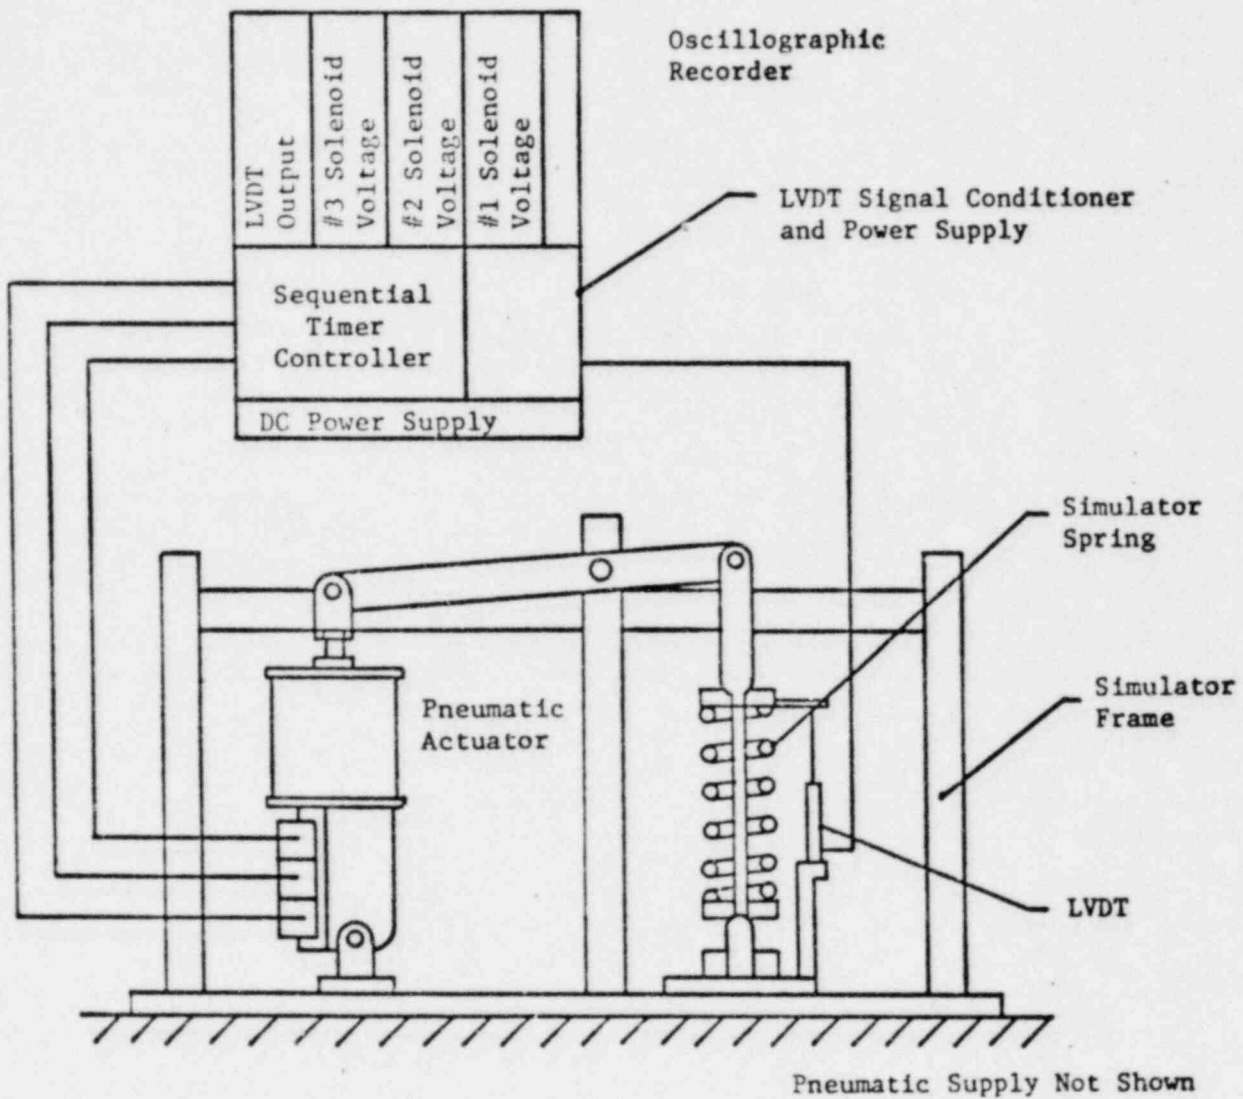 Oscillographic
Recorder
LVDT
Output
#3 Solenoid
Voltage
#2 Solenoid
Voltage
#1 Solenoid
Voltage
LVDT Signal Conditioner
and Power Supply
Sequential
Timer
Controller
DC Power Supply
Simulator
Spring
Pneumatic
Actuator
Simulator
Frame
LVDT
Pneumatic Supply Not Shown